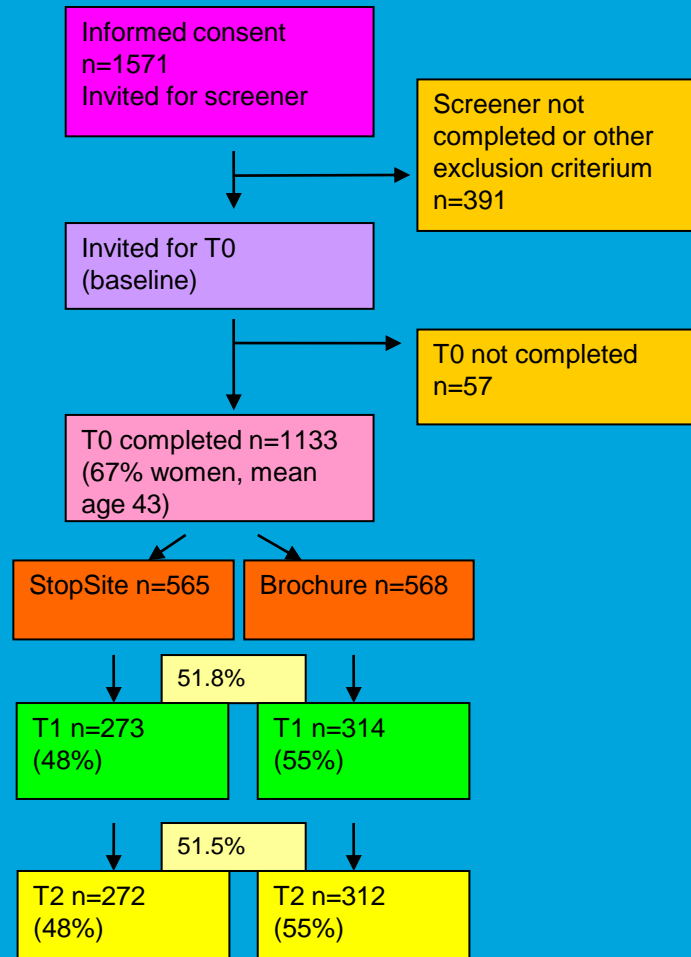 Informed consent
n=1571
Invited for screener
Screener not
completed or other
exclusion criterium
n=391
Invited for T0
(baseline)
T0 not completed
n=57
T0 completed n=1133
(67% women, mean
age 43)
StopSite n=565
Brochure n=568
51.8%
T1 n=273
(48%)
T1 n=314
(55%)
51.5%
T2 n=272
(48%)
T2 n=312
(55%)